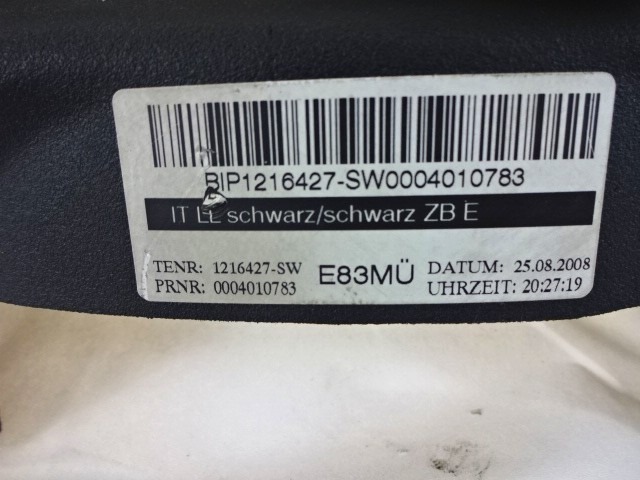 BIP1216427-SW0004010783
IT LL schwarz/schwarz ZB E
TENR: 1216427-SW E83MÜ DATUM: 25.08.2008
PRNR: 0004010783 UHRZEIT: 20:27:19